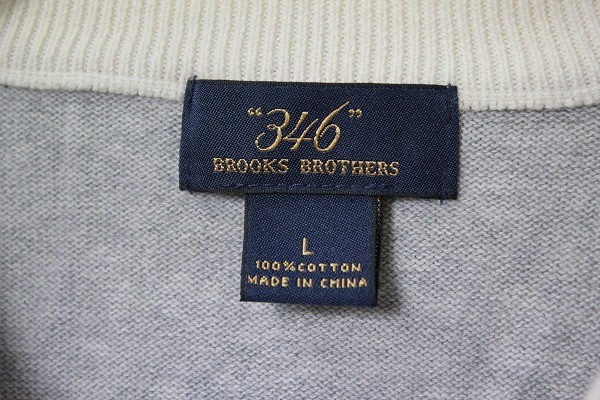 "346"
BROOKS BROTHERS
L
100% COTTON
MADE IN CHINA